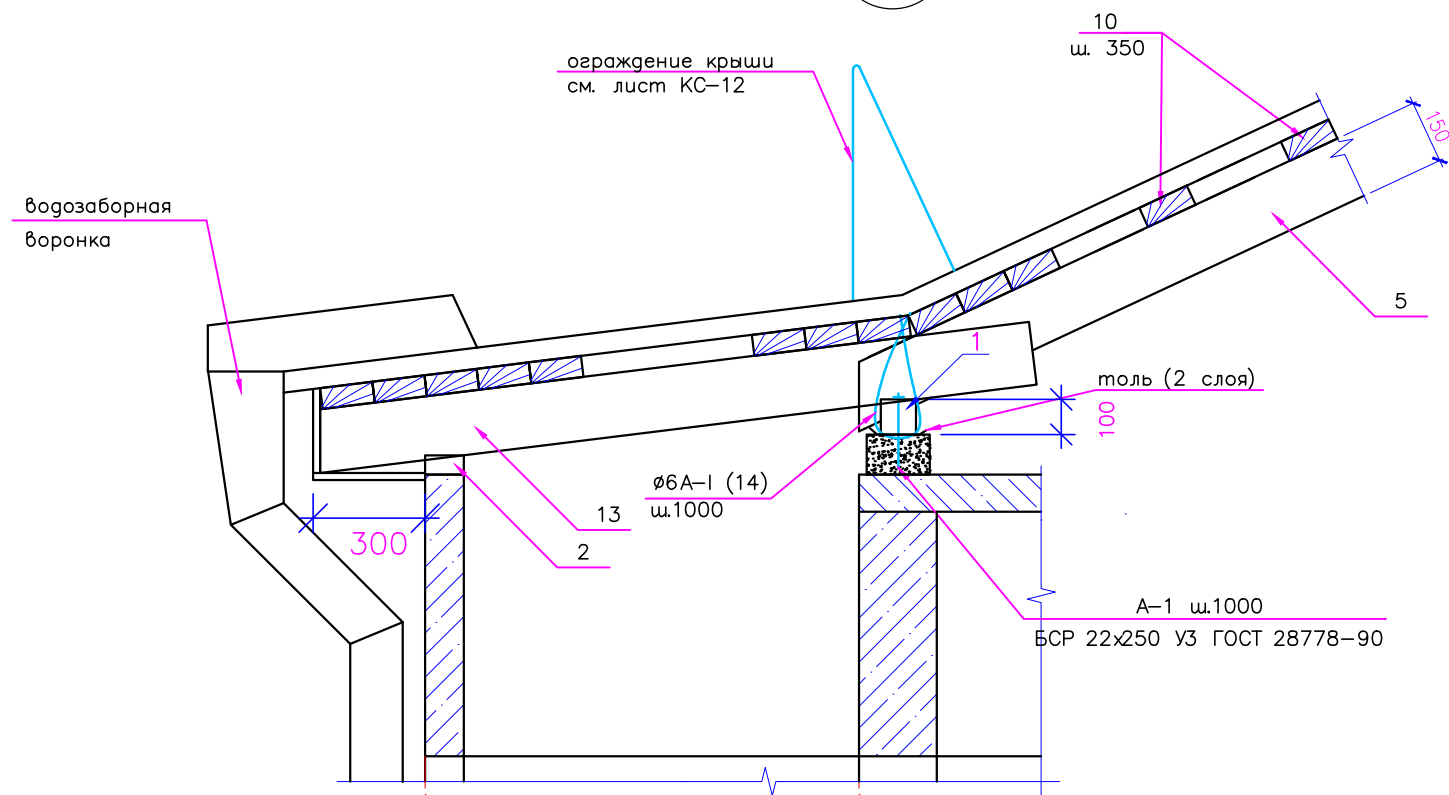 10
ш. 350
ограждение крыши
см. лист КС-12
150
водозаборная
воронка
5
1
толь (2 слоя)
100
ø6А-I (14)
ш.1000
13
300
2
А-1 ш.1000
БСР 22х250 У3 ГОСТ 28778-90